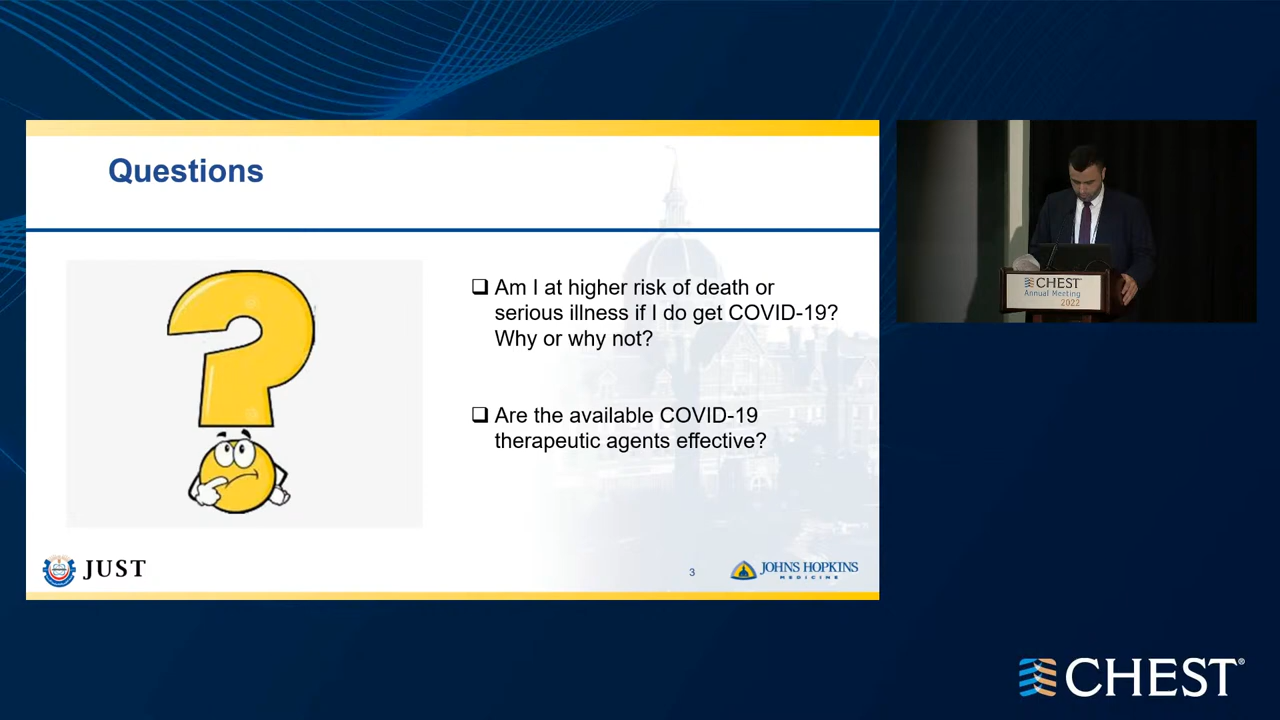 Questions
❑ Am I at higher risk of death or
serious illness if I do get COVID-19?
Why or why not?
❑ Are the available COVID-19
therapeutic agents effective?
JUST
3
JOHNS HOPKINS
MEDICINE
CHEST
Annual Meeting
2022
CHEST®